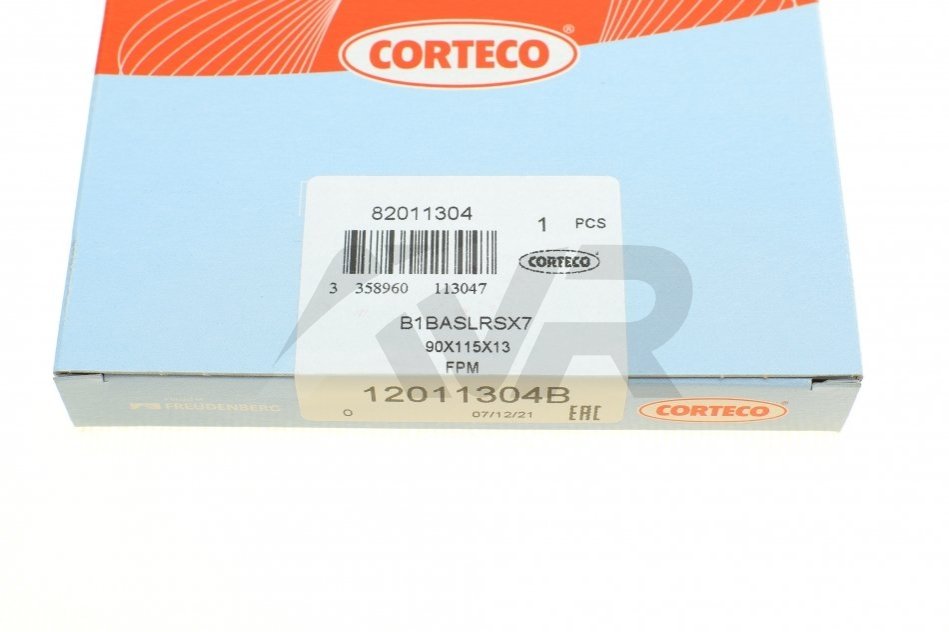 CORTECO®
82011304
1 PCS
CORTECO
3 358960 113047
B1BASLRSX7
90X115X13
FPM
12011304B
0 07/12/21 EAC
FREUDENBERG
CORTECO
VR